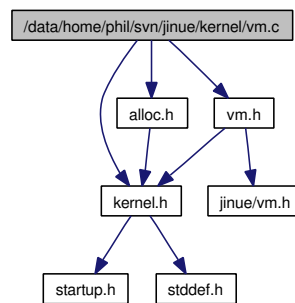 /data/home/phil/svn/jinue/kernel/vm.c
alloc.h
vm.h
kernel.h
jinue/vm.h
startup.h
stddef.h